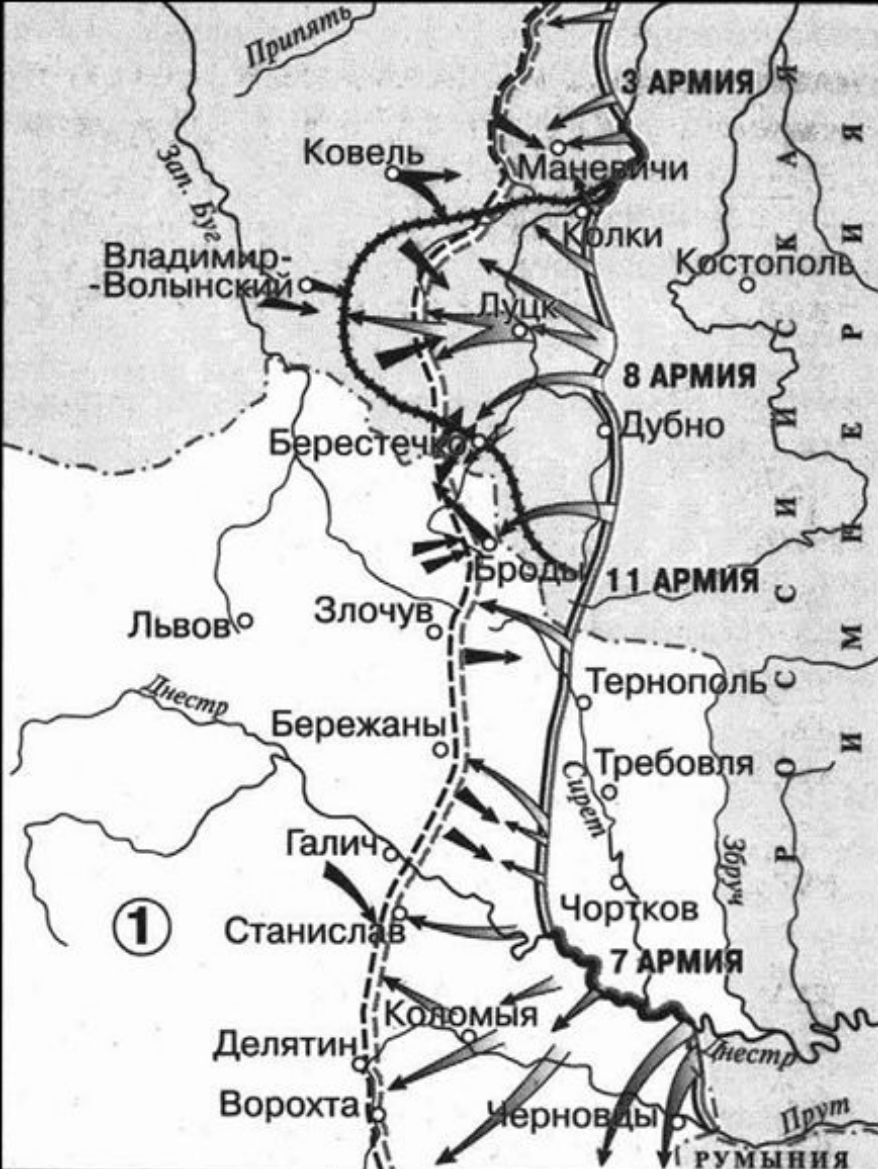 Припять
3 АРМИЯ
Ковель
Маневичи
Зап. Буг
Колки
Владимир-
-Волынский
Костополь
Луцк
8 АРМИЯ
Дубно
Берестечко
Броды
11 АРМИЯ
Злочув
Львов
Тернополь
Днестр
Бережаны
Требовля
Сирет
Галич
Збруч
Чортков
1
Станислав
7 АРМИЯ
Коломыя
Делятин
Днестр
Ворохта
Черновцы
Прут
РУМЫНИЯ
РОССИЙСКАЯ
ИМПЕРИЯ